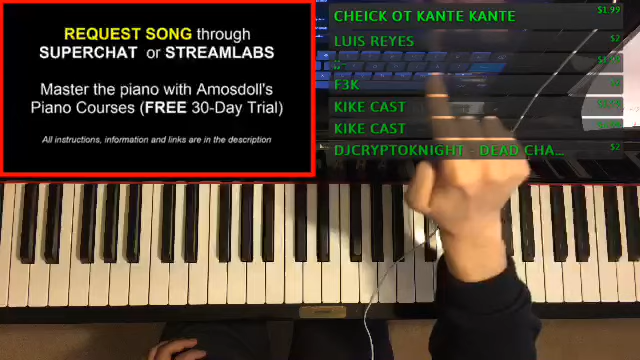 REQUEST SONG through
SUPERCHAT or STREAMLABS
Master the piano with Amosdoll's
Piano Courses (FREE 30-Day Trial)
All instructions, information and links are in the description
CHEICK OT KANTE KANTE $1.99
LUIS REYES $2
F3K
KIKE CAST
KIKE CAST
DJCRYPTOKNIGHT - DEAD CHA... $2